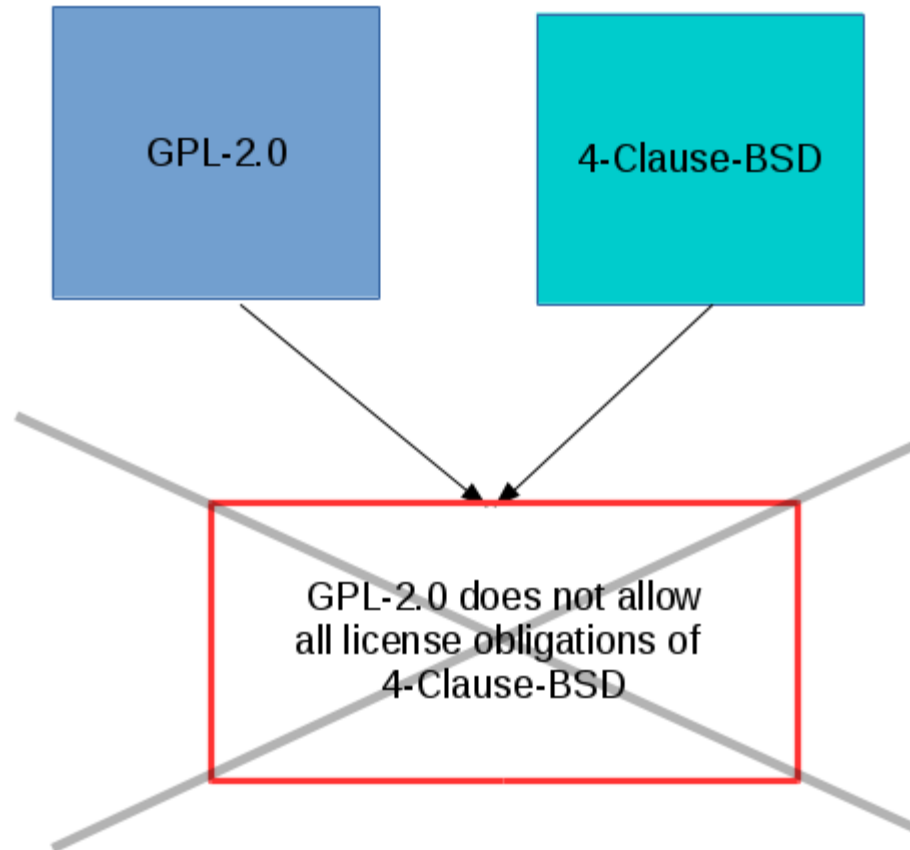 GPL-2.0
4-Clause-BSD
GPL-2.0 does not allow
all license obligations of
4-Clause-BSD